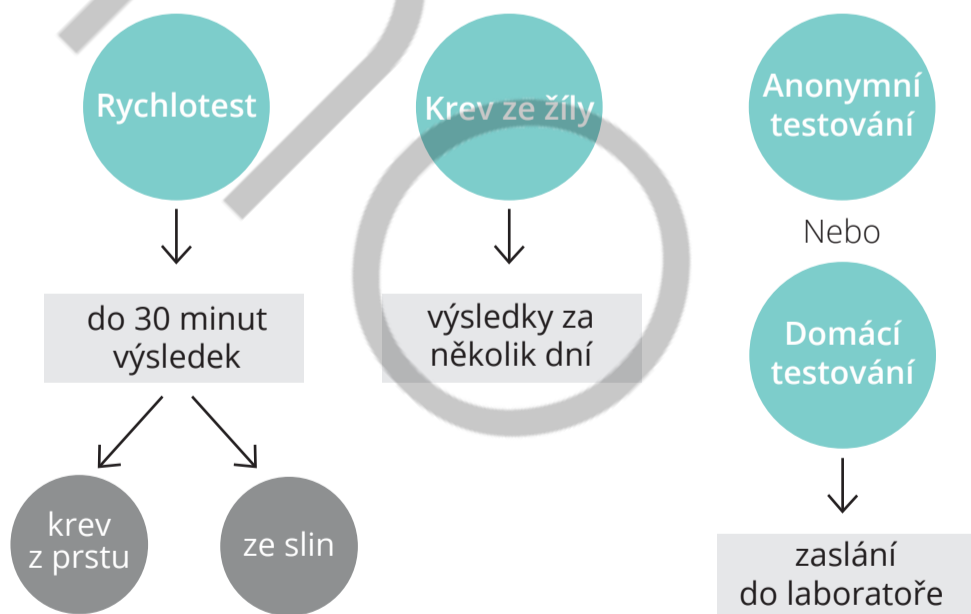 Rychlotest
do 30 minut
výsledek
krev
z prstu
ze slin
Krev ze žíly
výsledky za
několik dní
Anonymní
testování
Nebo
Domácí
testování
zaslání
do laboratoře